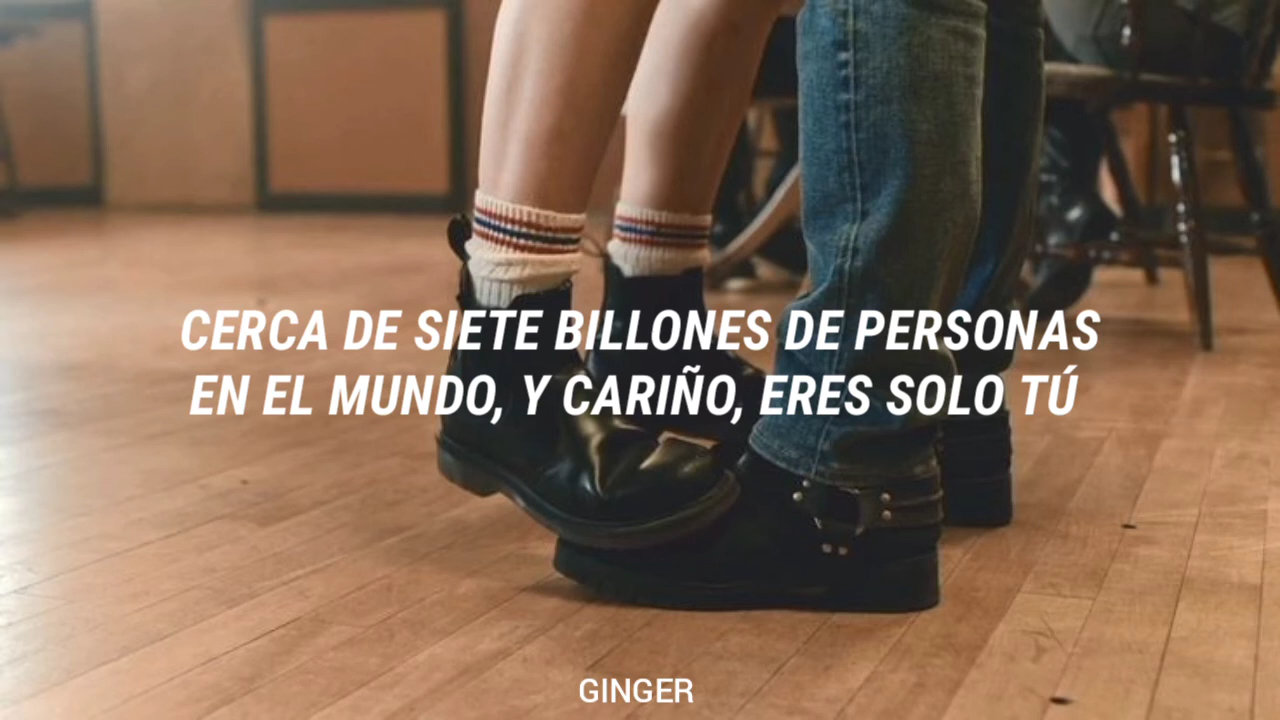 CERCA DE SIETE BILLONES DE PERSONAS
EN EL MUNDO, Y CARIÑO, ERES SOLO TÚ
GINGER